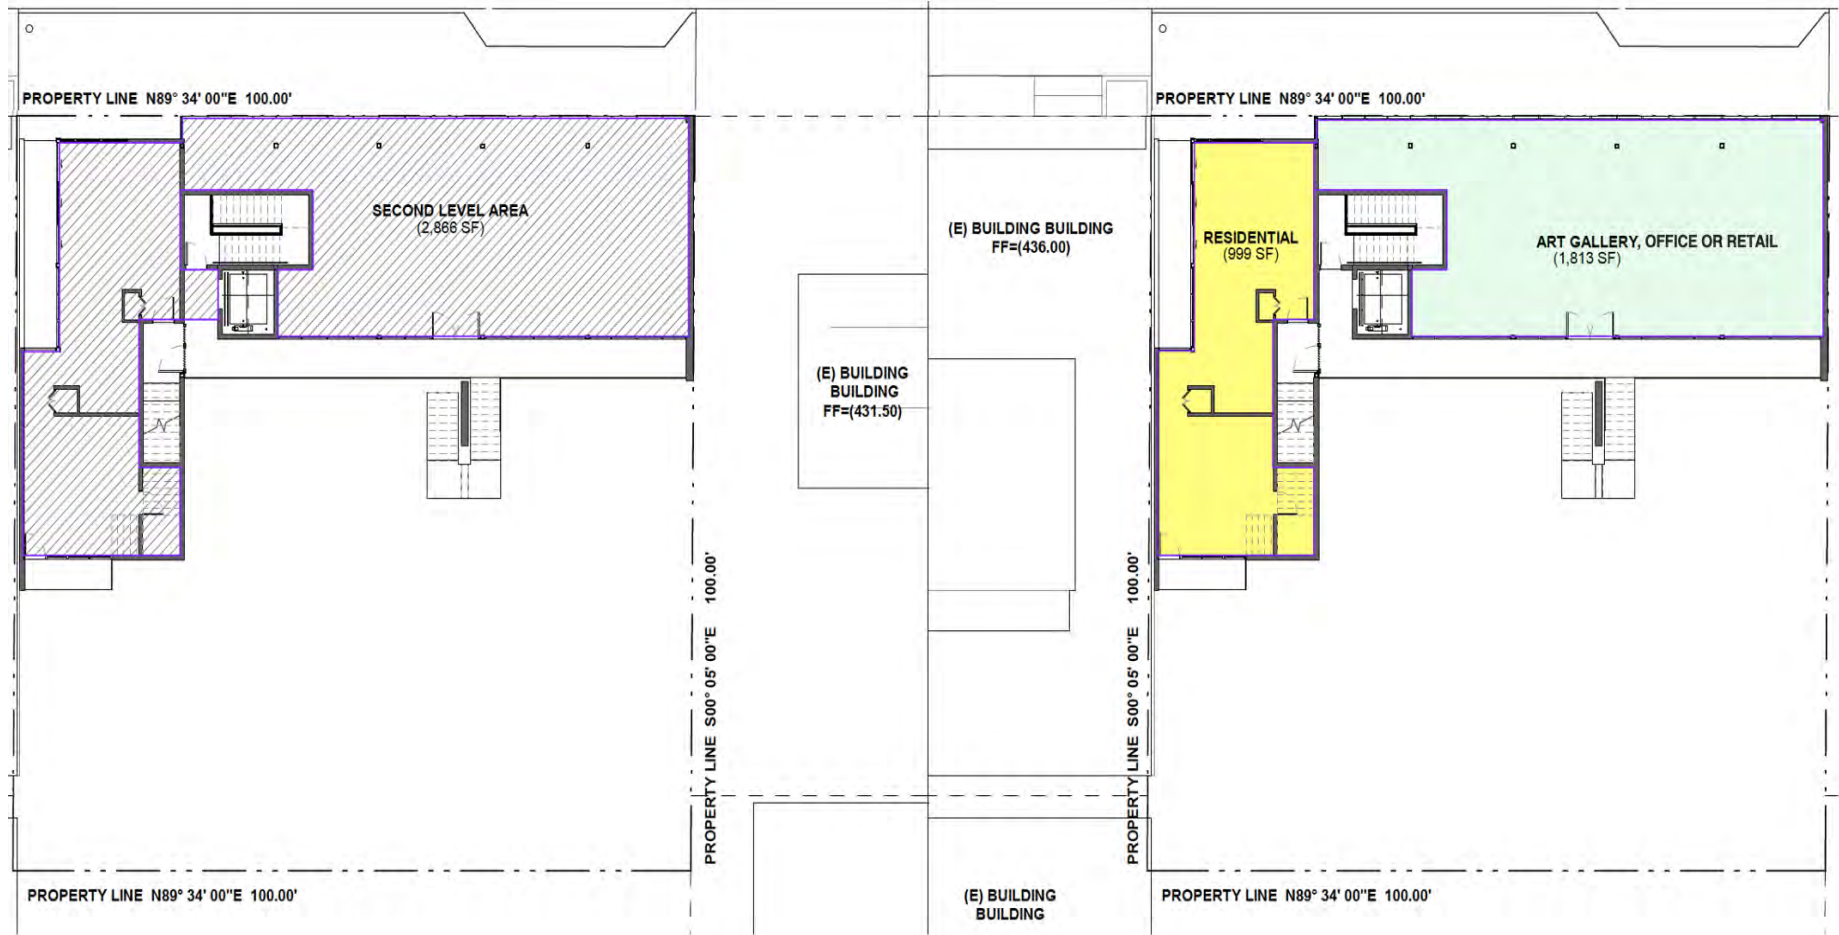 PROPERTY LINE N89° 34' 00"E 100.00'
SECOND LEVEL AREA
(2,866 SF)
PROPERTY LINE S00° 05' 00"E 100.00'
PROPERTY LINE N89° 34' 00"E 100.00'
(E) BUILDING BUILDING
FF=(436.00)
(E) BUILDING
BUILDING
FF=(431.50)
(E) BUILDING
BUILDING
PROPERTY LINE N89° 34' 00"E 100.00'
RESIDENTIAL
(999 SF)
ART GALLERY, OFFICE OR RETAIL
(1,813 SF)
PROPERTY LINE S00° 05' 00"E 100.00'
PROPERTY LINE N89° 34' 00"E 100.00'